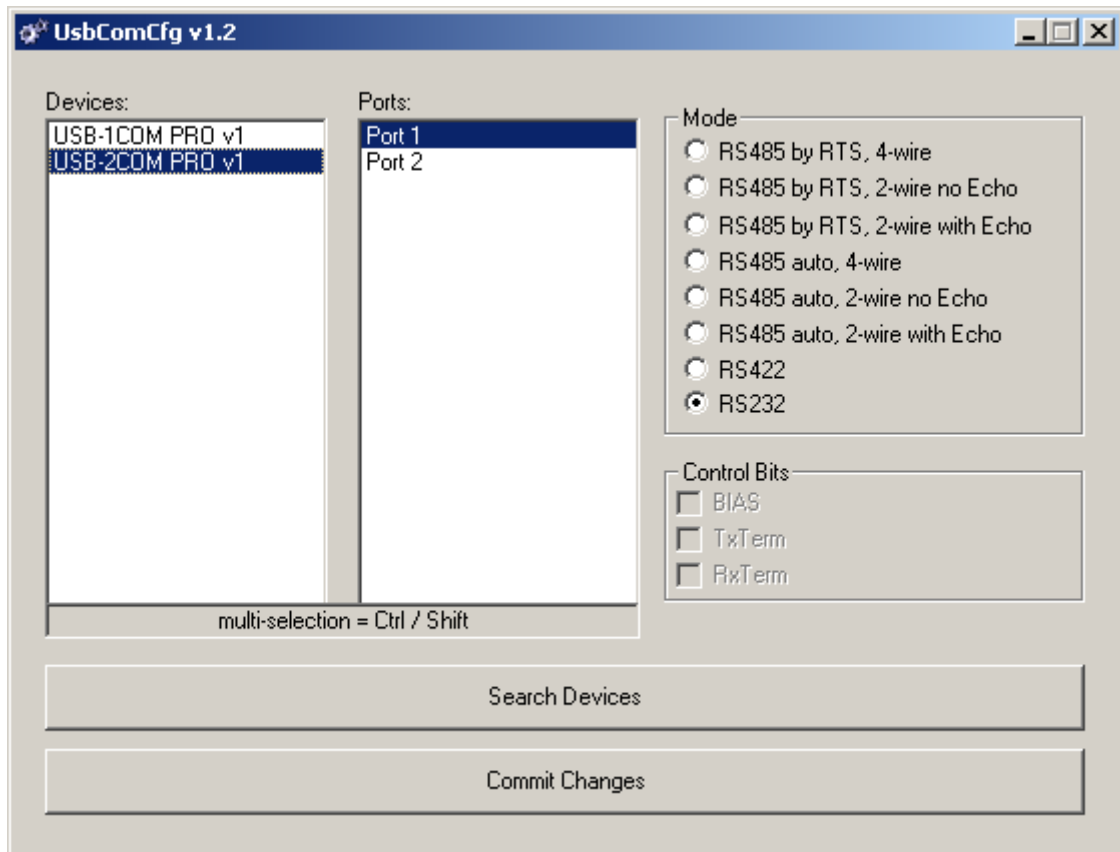 UsbComCfg v1.2
Devices:
USB-1COM PRO v1
USB-2COM PRO v1
Ports:
Port 1
Port 2
multi-selection = Ctrl / Shift
Mode
RS485 by RTS, 4-wire
RS485 by RTS, 2-wire no Echo
RS485 by RTS, 2-wire with Echo
RS485 auto, 4-wire
RS485 auto, 2-wire no Echo
RS485 auto, 2-wire with Echo
RS422
RS232
Control Bits
BIAS
TxTerm
RxTerm
Search Devices
Commit Changes